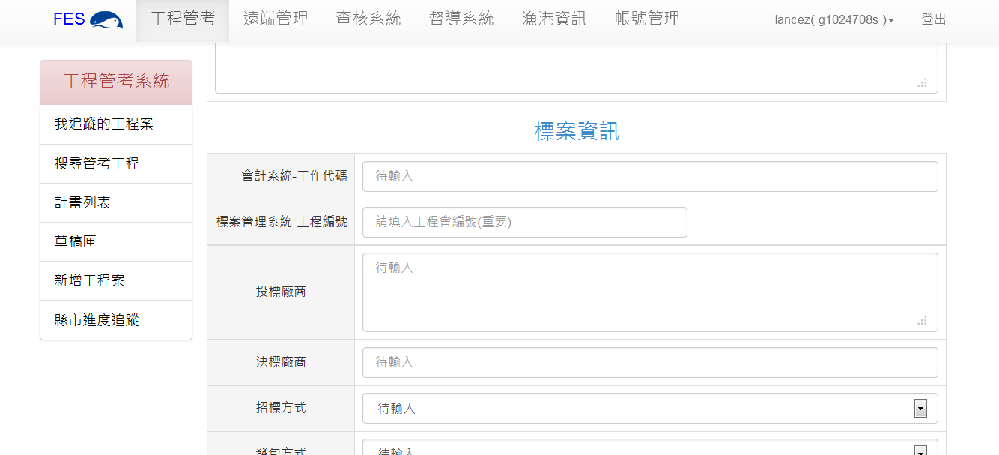 FES 工程管考 遠端管理 查核系統 督導系統 漁港資訊 帳號管理 lancez( g1024708s ) 登出
工程管考系統
我追蹤的工程案
搜尋管考工程
計畫列表
草稿匣
新增工程案
縣市進度追蹤
標案資訊
會計系統-工作代碼 待輸入
標案管理系統-工程編號 請填入工程會編號(重要)
投標廠商 待輸入
決標廠商 待輸入
招標方式 待輸入
發包方式 待輸入